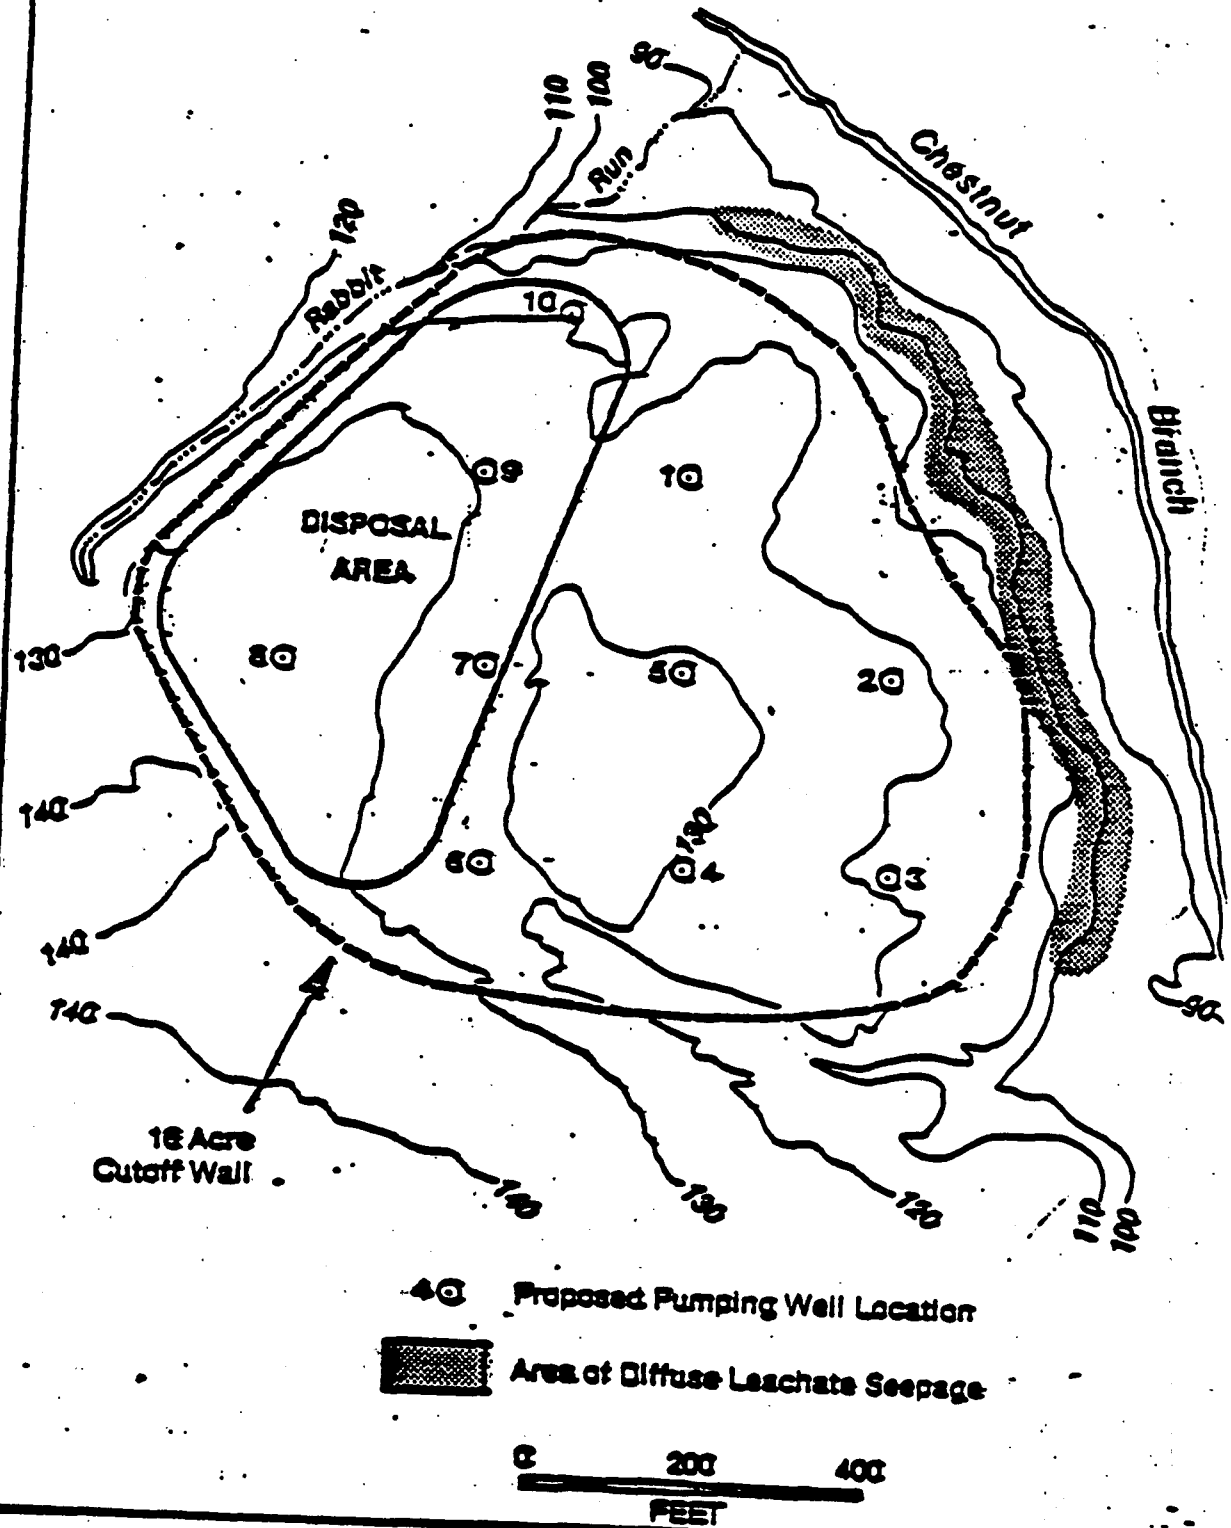 90
110
100
Run
Chestnut
120
Rabbit
10
Branch
9
1
DISPOSAL
AREA
130
8
7
5
2
140
130
6
4
3
140
140
90
16 Acre
Cutoff Wall
140
130
120
110
100
4 Proposed Pumping Well Location
Area of Diffuse Leachate Seepage
0 200 400
FEET